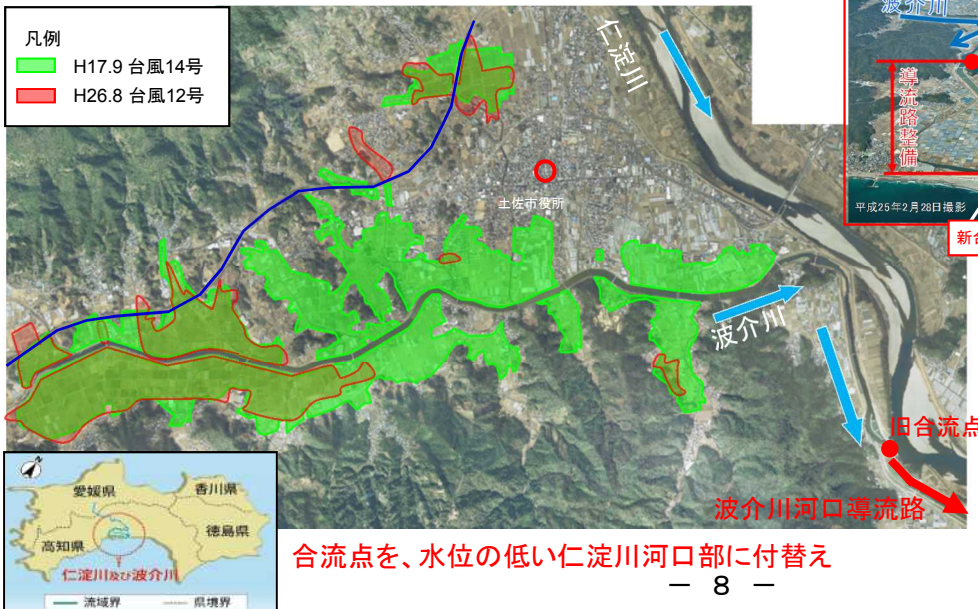 凡例
H17.9 台風14号
H26.8 台風12号
仁淀川
波介川
導流路整備
平成25年2月28日撮影
新合
土佐市役所
波介川
旧合流点
波介川河口導流路
愛媛県
香川県
徳島県
高知県
仁淀川及び波介川
流域界
県境界
合流点を、水位の低い仁淀川河口部に付替え
－ 8 －